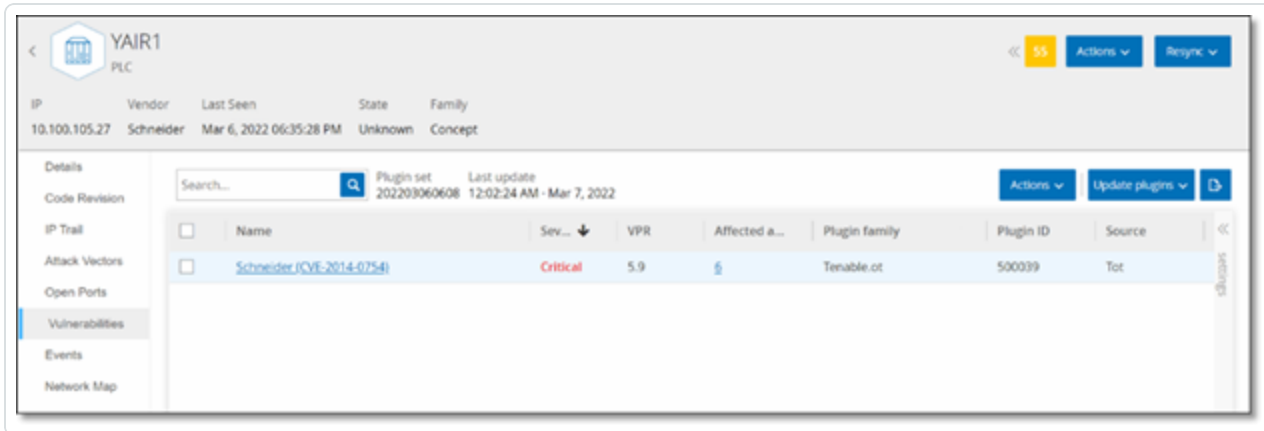 YAIR1
PLC
55 Actions Resync
IP Vendor Last Seen State Family
10.100.105.27 Schneider Mar 6, 2022 06:35:28 PM Unknown Concept
Details
Code Revision
IP Trail
Attack Vectors
Open Ports
Vulnerabilities
Events
Network Map
Search... Plugin set Last update Actions Update plugins
202203060608 12:02:24 AM - Mar 7, 2022
Name Sev... VPR Affected a... Plugin family Plugin ID Source
Schneider (CVE-2014-0754) Critical 5.9 6 Tenable.ot 500039 Tot
settings